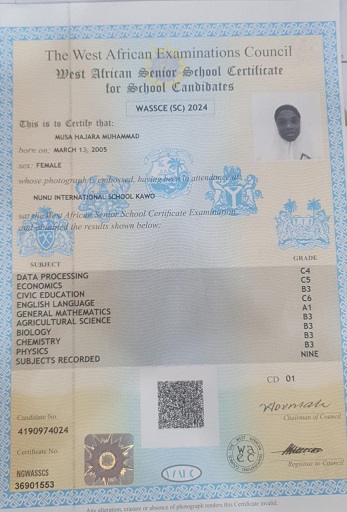 The West African Examinations Council
West African Senior School Certificate
for School Candidates
WASSCE (SC) 2024
This is to Certify that:
MUSA HAJARA MUHAMMAD
born on: MARCH 13, 2005
sex: FEMALE
whose photograph is embossed, having been in attendance at
NUNU INTERNATIONAL SCHOOL KAWO
sat the West African Senior School Certificate Examination
and obtained the results shown below:
SUBJECT GRADE
DATA PROCESSING C4
ECONOMICS C5
CIVIC EDUCATION B3
ENGLISH LANGUAGE C6
GENERAL MATHEMATICS A1
AGRICULTURAL SCIENCE B3
BIOLOGY B3
CHEMISTRY B3
PHYSICS B3
SUBJECTS RECORDED NINE
CD 01
Chairman of Council
Candidate No.
4190974024
Certificate No.
NGWASSCS
36901553
WAEC
Registrar to Council
Any alteration, erasure or absence of photograph renders this Certificate invalid.